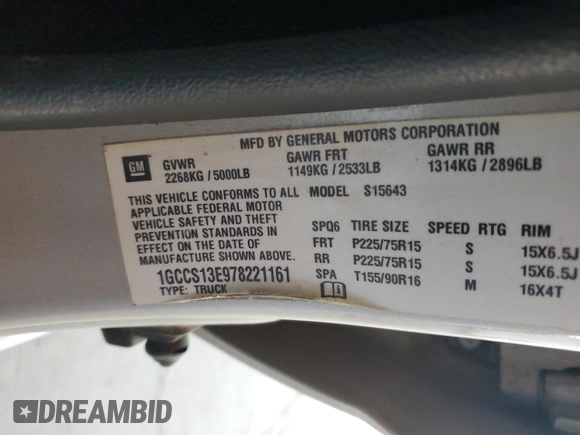 MFD BY GENERAL MOTORS CORPORATION
GM GVWR GAWR FRT GAWR RR
2268KG / 5000LB 1149KG / 2533LB 1314KG / 2896LB
THIS VEHICLE CONFORMS TO ALL MODEL S15643
APPLICABLE FEDERAL MOTOR
VEHICLE SAFETY AND THEFT
PREVENTION STANDARDS
IN EFFECT ON THE DATE OF
MANUFACTURE SHOWN ABOVE.
SPQ6 TIRE SIZE SPEED RTG RIM
FRT P225/75R15 S 15X6.5J
RR P225/75R15 S 15X6.5J
SPA T155/90R16 M 16X4T
1GCCS13E978221161
TYPE: TRUCK
DREAMBID